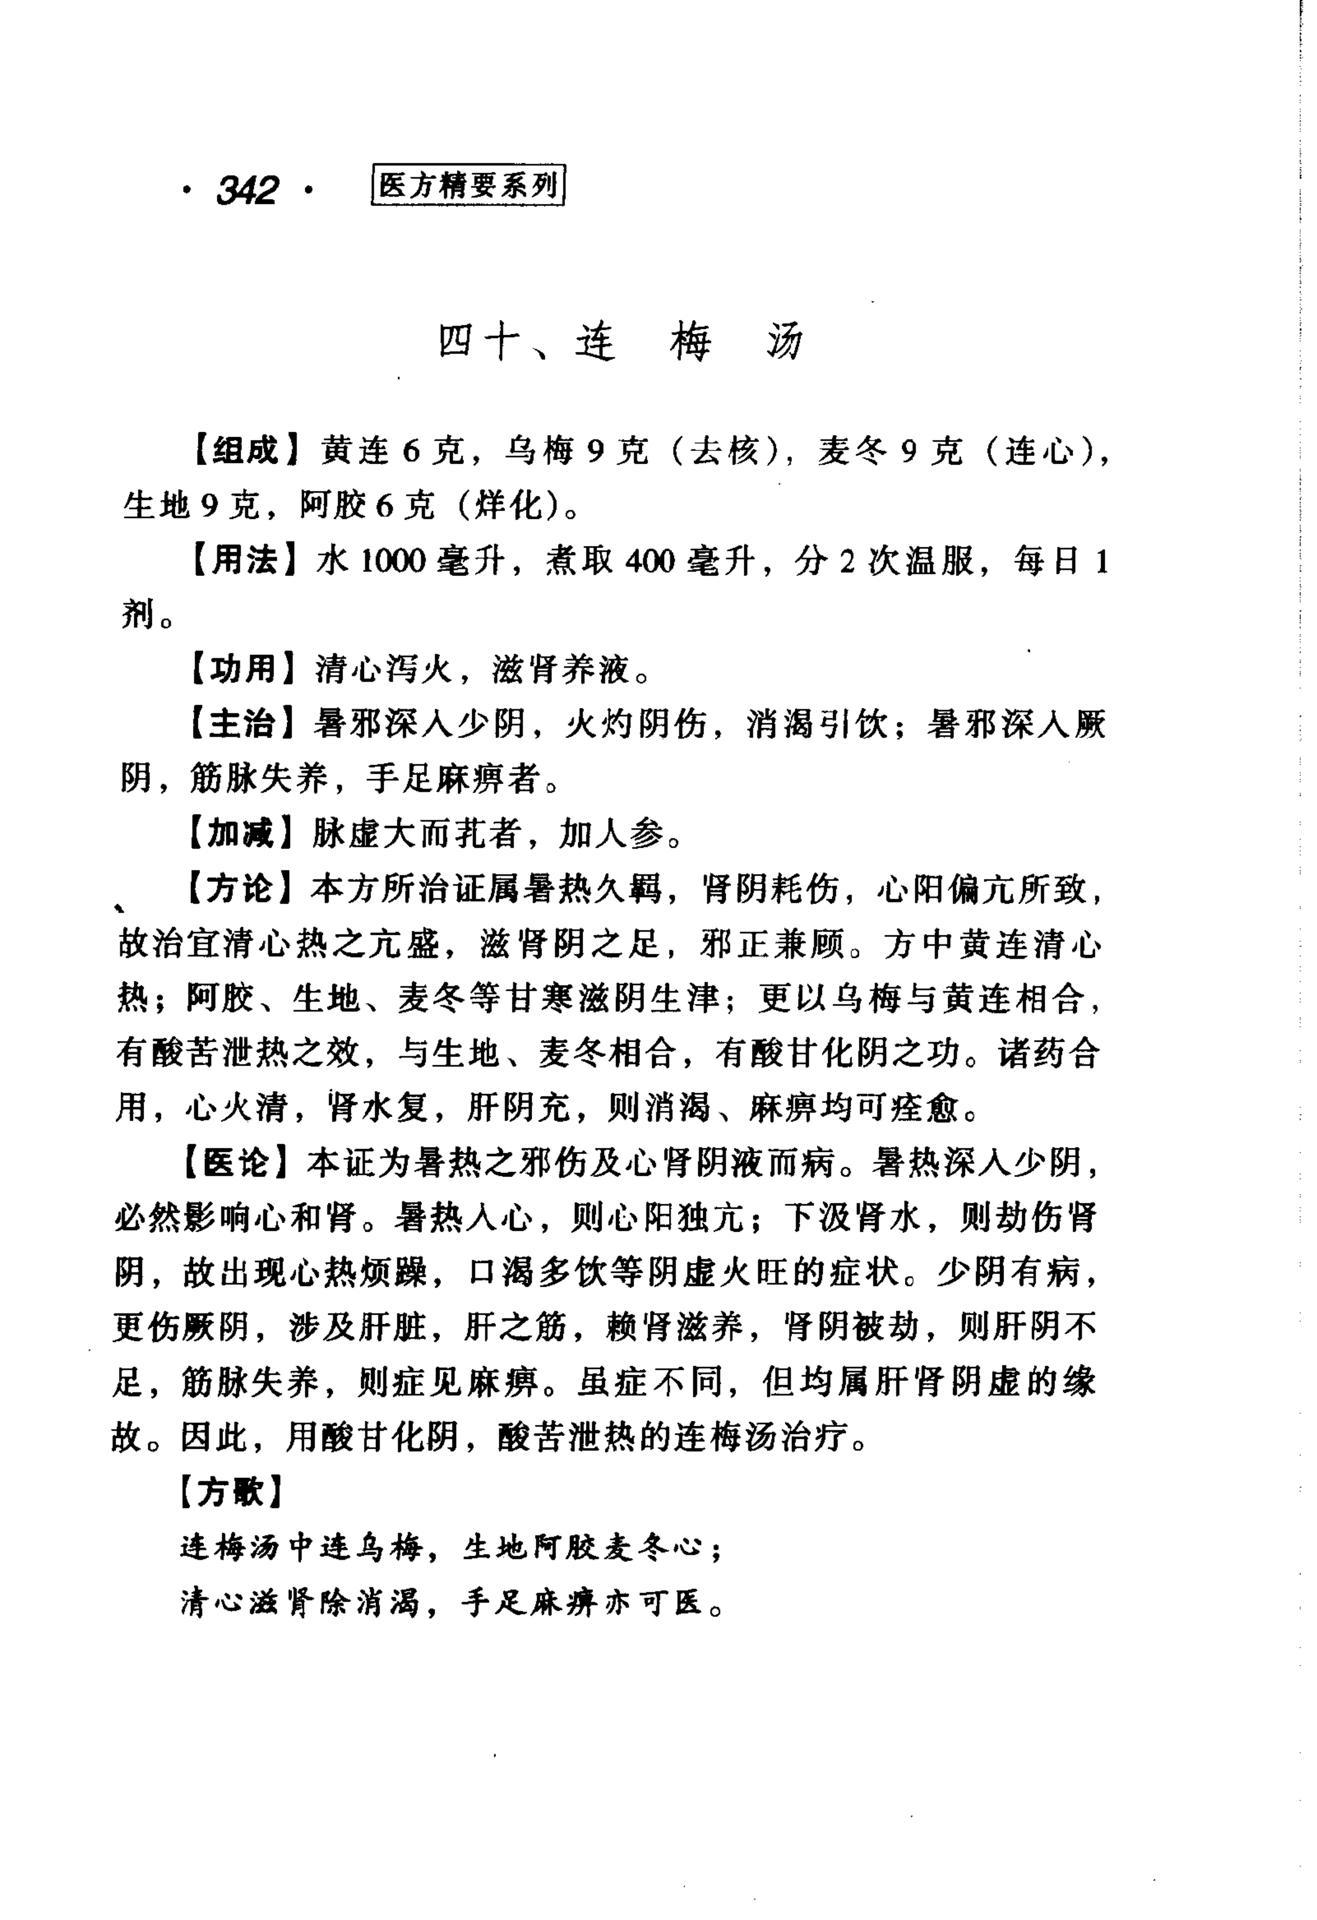 · 342 · 医方精要系列
四十、连 梅 汤
【组成】黄连6克，乌梅9克（去核），麦冬9克（连心），
生地9克，阿胶6克（烊化）。
【用法】水1000毫升，煮取400毫升，分2次温服，每日1
剂。
【功用】清心泻火，滋肾养液。
【主治】暑邪深入少阴，火灼阴伤，消渴引饮；暑邪深入厥
阴，筋脉失养，手足麻痹者。
【加减】脉虚大而芤者，加人参。
【方论】本方所治证属暑热久羁，肾阴耗伤，心阳偏亢所致，
故治宜清心热之亢盛，滋肾阴之足，邪正兼顾。方中黄连清心
热；阿胶、生地、麦冬等甘寒滋阴生津；更以乌梅与黄连相合，
有酸苦泄热之效，与生地、麦冬相合，有酸甘化阴之功。诸药合
用，心火清，肾水复，肝阴充，则消渴、麻痹均可痊愈。
【医论】本证为暑热之邪伤及心肾阴液而病。暑热深入少阴，
必然影响心和肾。暑热入心，则心阳独亢；下汲肾水，则劫伤肾
阴，故出现心热烦躁，口渴多饮等阴虚火旺的症状。少阴有病，
更伤厥阴，涉及肝脏，肝之筋，赖肾滋养，肾阴被劫，则肝阴不
足，筋脉失养，则症见麻痹。虽症不同，但均属肝肾阴虚的缘
故。因此，用酸甘化阴，酸苦泄热的连梅汤治疗。
【方歌】
连梅汤中连乌梅，生地阿胶麦冬心；
清心滋肾除消渴，手足麻痹亦可医。